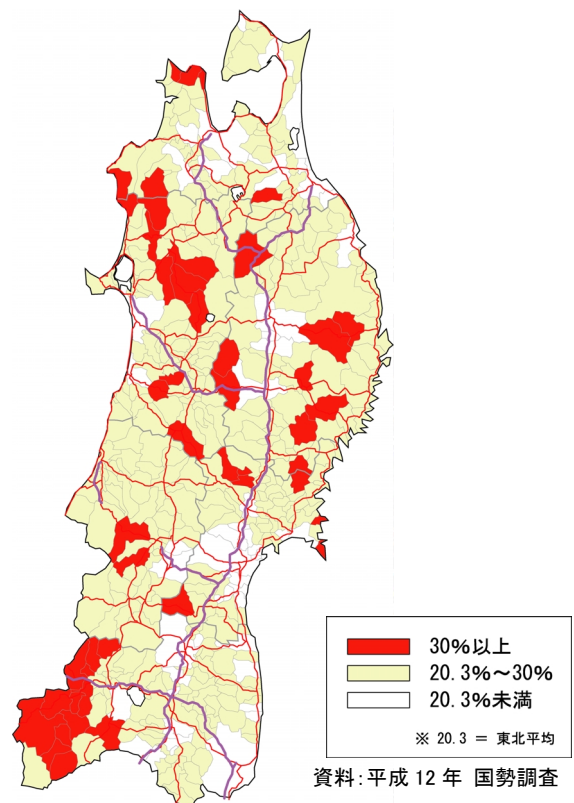 30%以上
20.3%～30%
20.3%未満
※ 20.3 = 東北平均
資料:平成 12 年 国勢調査